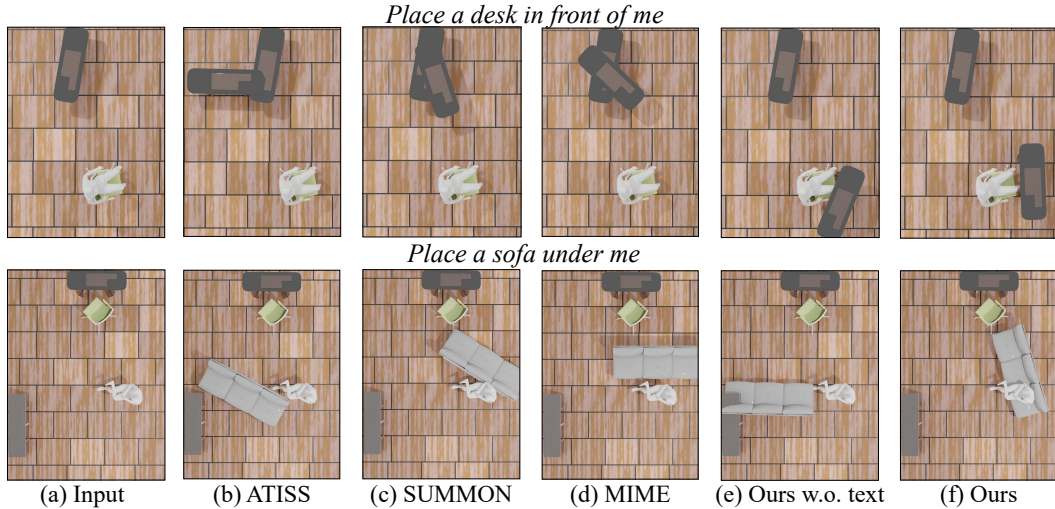 Place a desk in front of me
Place a sofa under me
(a) Input (b) ATISS (c) SUMMON (d) MIME (e) Ours w.o. text (f) Ours